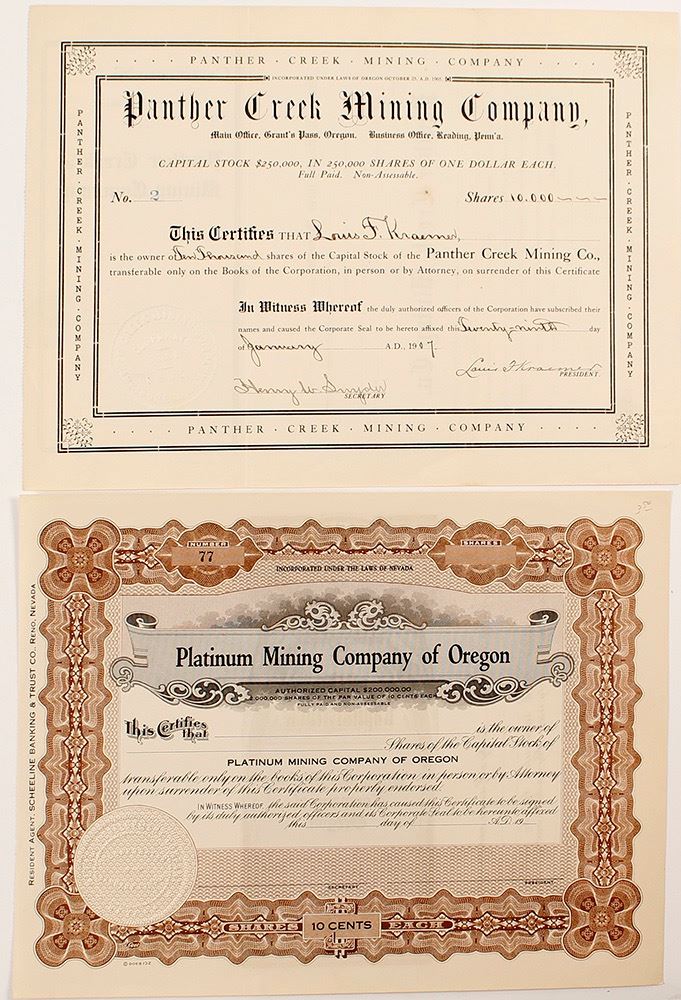 PANTHER · CREEK · MINING · COMPANY
INCORPORATED UNDER LAWS OF OREGON OCTOBER 25, A.D. 1905.
Panther Creek Mining Company,
Main Office, Grant's Pass, Oregon. Business Office, Reading, Penn'a.
CAPITAL STOCK $250,000, IN 250,000 SHARES OF ONE DOLLAR EACH.
Full Paid. Non-Assessable.
No. 2 Shares 10.000
This Certifies THAT Louis F. Kraemer,
is the owner of Ten Thousand shares of the Capital Stock of the Panther Creek Mining Co.,
transferable only on the Books of the Corporation, in person or by Attorney, on surrender of this Certificate
In Witness Whereof the duly authorized officers of the Corporation have subscribed their
names and caused the Corporate Seal to be hereto affixed this Twenty-ninth day
of January A.D., 1907.
Louis F Kraemer
PRESIDENT.
Henry W. Snyder
SECRETARY
PANTHER · CREEK · MINING · COMPANY
PANTHER · CREEK · MINING · COMPANY
PANTHER · CREEK · MINING · COMPANY
NUMBER
77
SHARES
INCORPORATED UNDER THE LAWS OF NEVADA
Platinum Mining Company of Oregon
AUTHORIZED CAPITAL $200,000.00
2,000,000 SHARES OF THE PAR VALUE OF 10 CENTS EACH
FULLY PAID AND NON-ASSESSABLE
This Certifies that is the owner of
Shares of the Capital Stock of
PLATINUM MINING COMPANY OF OREGON
transferable only on the books of this Corporation in person or by Attorney
upon surrender of this Certificate properly endorsed.
IN WITNESS WHEREOF, the said Corporation has caused this Certificate to be signed
by its duly authorized officers and its Corporate Seal to be hereunto affixed
this day of A.D. 19
SECRETARY PRESIDENT
SHARES 10 CENTS EACH
RESIDENT AGENT, SCHEELINE BANKING & TRUST CO., RENO, NEVADA